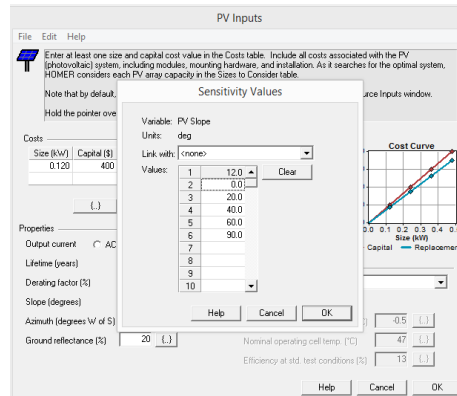 PV Inputs
File Edit Help
Enter at least one size and capital cost value in the Costs table. Include all costs associated with the PV
(photovoltaic) system, including modules, mounting hardware, and installation. As it searches for the optimal system,
HOMER considers each PV array capacity in the Sizes to Consider table.
Note that by default,
urce Inputs window.
Hold the pointer ove
Sensitivity Values
Variable: PV Slope
Units: deg
Link with: <none>
Values:
1 12.0
2 0.0
3 20.0
4 40.0
5 60.0
6 90.0
7
8
9
10
Clear
Help Cancel OK
Costs
Size (kW) Capital ($)
0.120 400
{..}
Cost Curve
0.0 0.1 0.2 0.3 0.4 0.
Size (kW)
Capital Replacemen
Properties
Output current AC
Lifetime (years)
Derating factor (%)
Slope (degrees)
Azimuth (degrees W of S)
Ground reflectance (%) 20 {..}
-0.5 {..}
Nominal operating cell temp. (°C) 47 {..}
Efficiency at std. test conditions (%) 13 {..}
Help Cancel OK